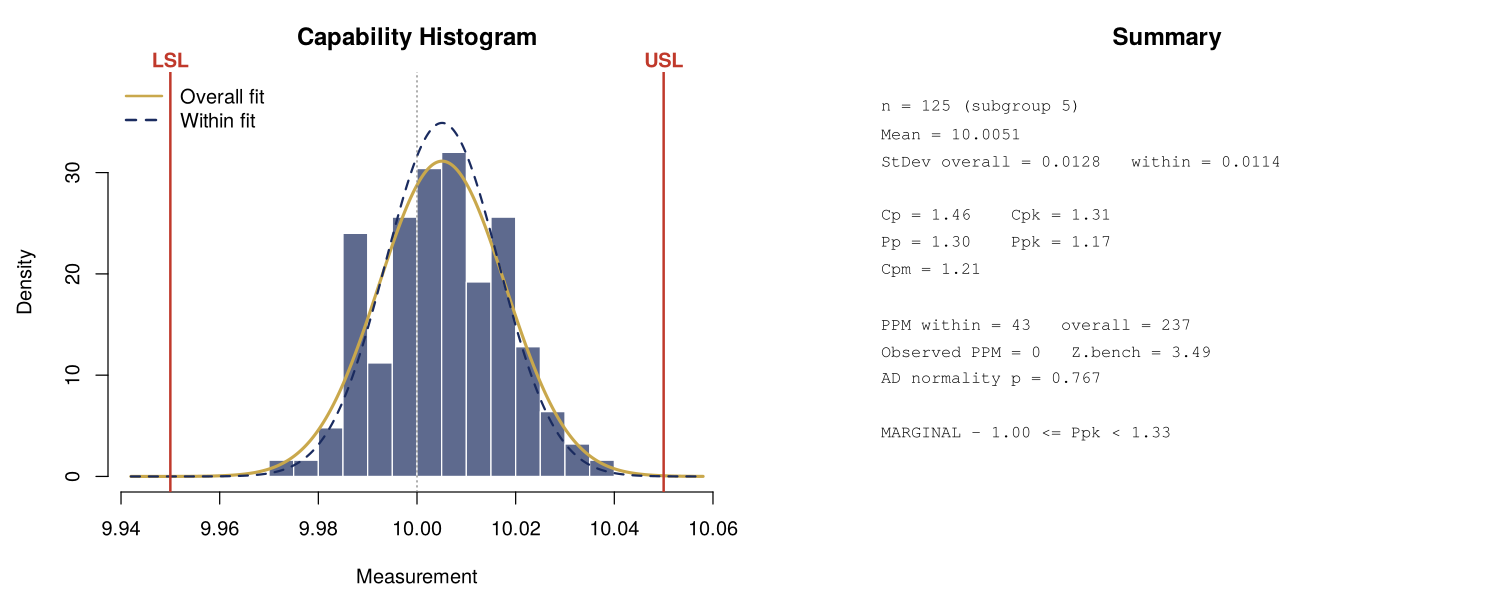 Capability Histogram
LSL
USL
Overall fit
Within fit
30
20
10
0
Density
9.94
9.96
9.98
10.00
10.02
10.04
10.06
Measurement
Summary
n = 125 (subgroup 5)
Mean = 10.0051
StDev overall = 0.0128   within = 0.0114
Cp = 1.46    Cpk = 1.31
Pp = 1.30    Ppk = 1.17
Cpm = 1.21
PPM within = 43   overall = 237
Observed PPM = 0   Z.bench = 3.49
AD normality p = 0.767
MARGINAL - 1.00 <= Ppk < 1.33